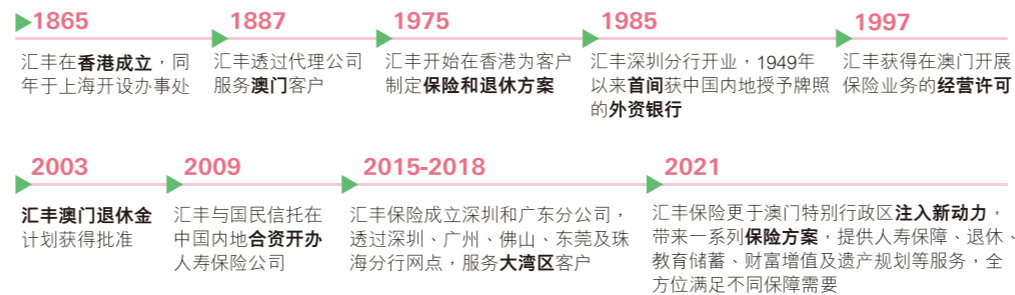 1865
汇丰在香港成立，同
年于上海开设办事处
1887
汇丰透过代理公司
服务澳门客户
1975
汇丰开始在香港为客户
制定保险和退休方案
1985
汇丰深圳分行开业，1949年
以来首间获中国内地授予牌照
的外资银行
1997
汇丰获得在澳门开展
保险业务的经营许可
2003
汇丰澳门退休金
计划获得批准
2009
汇丰与国民信托在
中国内地合资开办
人寿保险公司
2015-2018
汇丰保险成立深圳和广东分公司，
透过深圳、广州、佛山、东莞及珠
海分行网点，服务大湾区客户
2021
汇丰保险更于澳门特别行政区注入新动力，
带来一系列保险方案，提供人寿保障、退休、
教育储蓄、财富增值及遗产规划等服务，全
方位满足不同保障需要